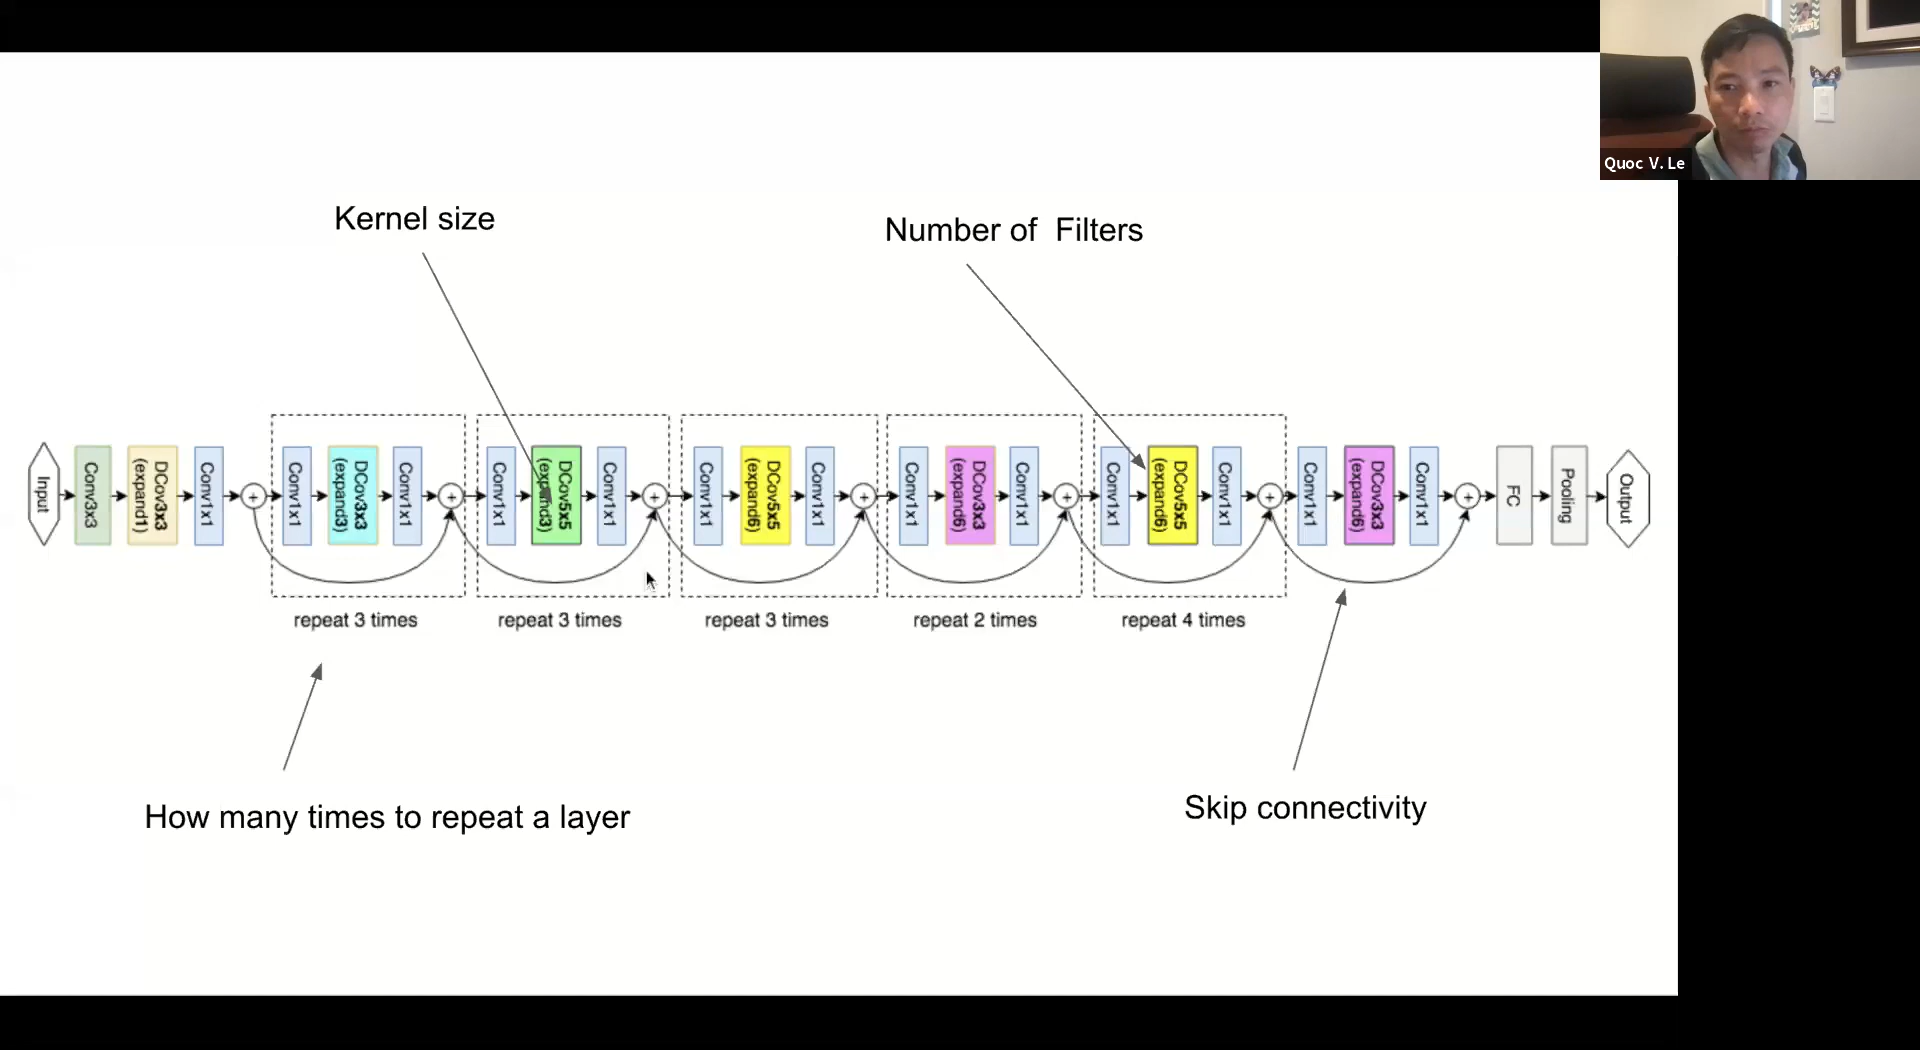 Quoc V. Le
Kernel size
Number of  Filters
Input
Conv3x3
DCov3x3
(expand1)
Conv1x1
+
Conv1x1
DCov3x3
(expand3)
Conv1x1
+
Conv1x1
DCov5x5
(expand3)
Conv1x1
+
Conv1x1
DCov5x5
(expand6)
Conv1x1
+
Conv1x1
DCov3x3
(expand6)
Conv1x1
+
Conv1x1
DCov5x5
(expand6)
Conv1x1
+
Conv1x1
DCov3x3
(expand6)
Conv1x1
+
FC
Pooling
Output
repeat 3 times
repeat 3 times
repeat 3 times
repeat 2 times
repeat 4 times
How many times to repeat a layer
Skip connectivity